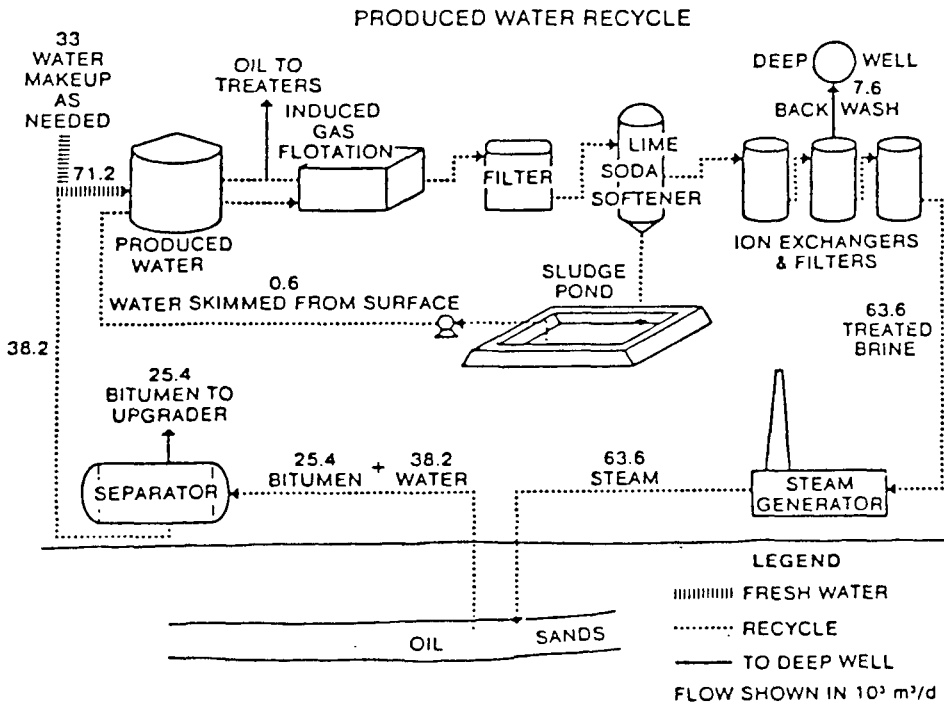 PRODUCED WATER RECYCLE
33
WATER
MAKEUP
AS
NEEDED
OIL TO
TREATERS
INDUCED
GAS
FLOTATION
FILTER
LIME
SODA
SOFTENER
DEEP WELL
7.6
BACK WASH
71.2
PRODUCED
WATER
ION EXCHANGERS
& FILTERS
0.6
WATER SKIMMED FROM SURFACE
SLUDGE
POND
63.6
TREATED
BRINE
38.2
25.4
BITUMEN TO
UPGRADER
SEPARATOR
25.4 + 38.2
BITUMEN WATER
63.6
STEAM
STEAM
GENERATOR
OIL SANDS
LEGEND
FRESH WATER
RECYCLE
TO DEEP WELL
FLOW SHOWN IN 10³ m³/d